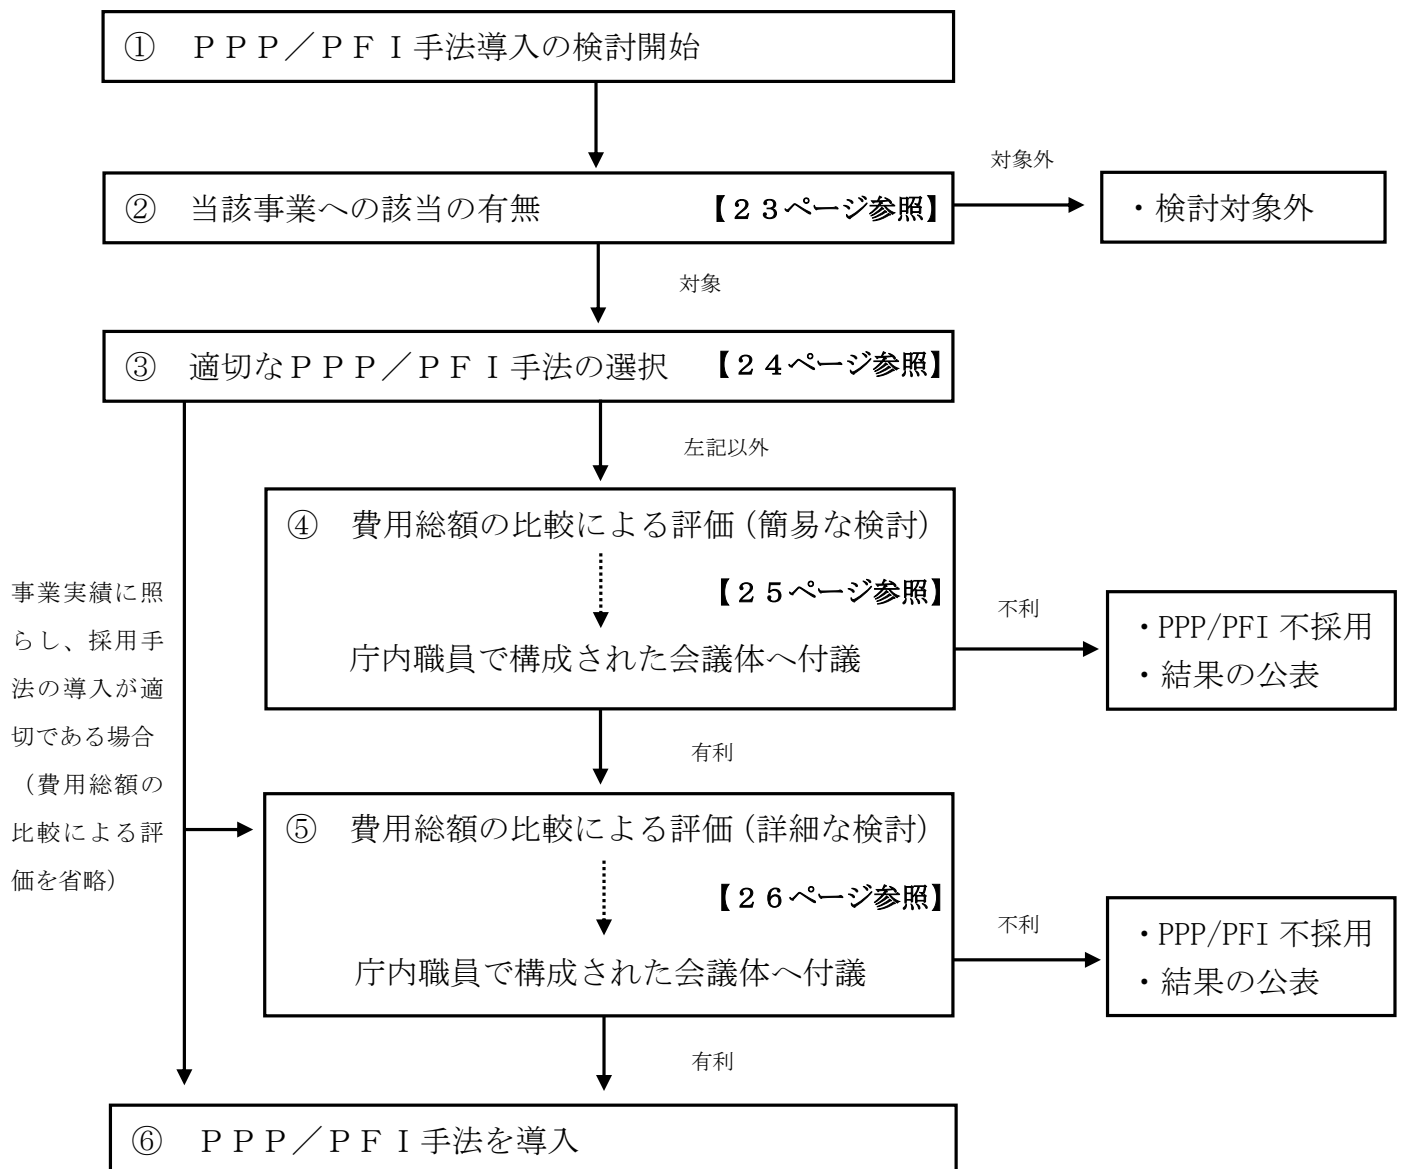 ① ＰＰＰ／ＰＦＩ手法導入の検討開始
対象外
② 当該事業への該当の有無 【２３ページ参照】
・検討対象外
対象
③ 適切なＰＰＰ／ＰＦＩ手法の選択 【２４ページ参照】
左記以外
④ 費用総額の比較による評価（簡易な検討）
【２５ページ参照】
庁内職員で構成された会議体へ付議
不利
・PPP/PFI 不採用
・結果の公表
事業実績に照
らし、採用手
法の導入が適
切である場合
（費用総額の
比較による評
価を省略）
有利
⑤ 費用総額の比較による評価（詳細な検討）
【２６ページ参照】
庁内職員で構成された会議体へ付議
不利
・PPP/PFI 不採用
・結果の公表
有利
⑥ ＰＰＰ／ＰＦＩ手法を導入